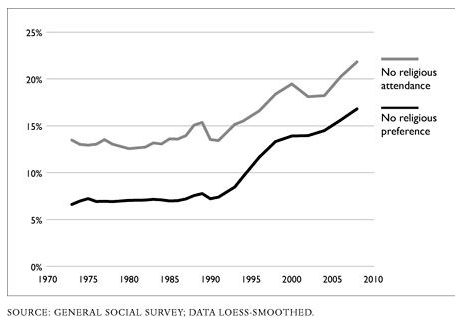 25%
20%
15%
10%
5%
0%
1970 1975 1980 1985 1990 1995 2000 2005 2010
No religious
attendance
No religious
preference
SOURCE: GENERAL SOCIAL SURVEY; DATA LOESS-SMOOTHED.